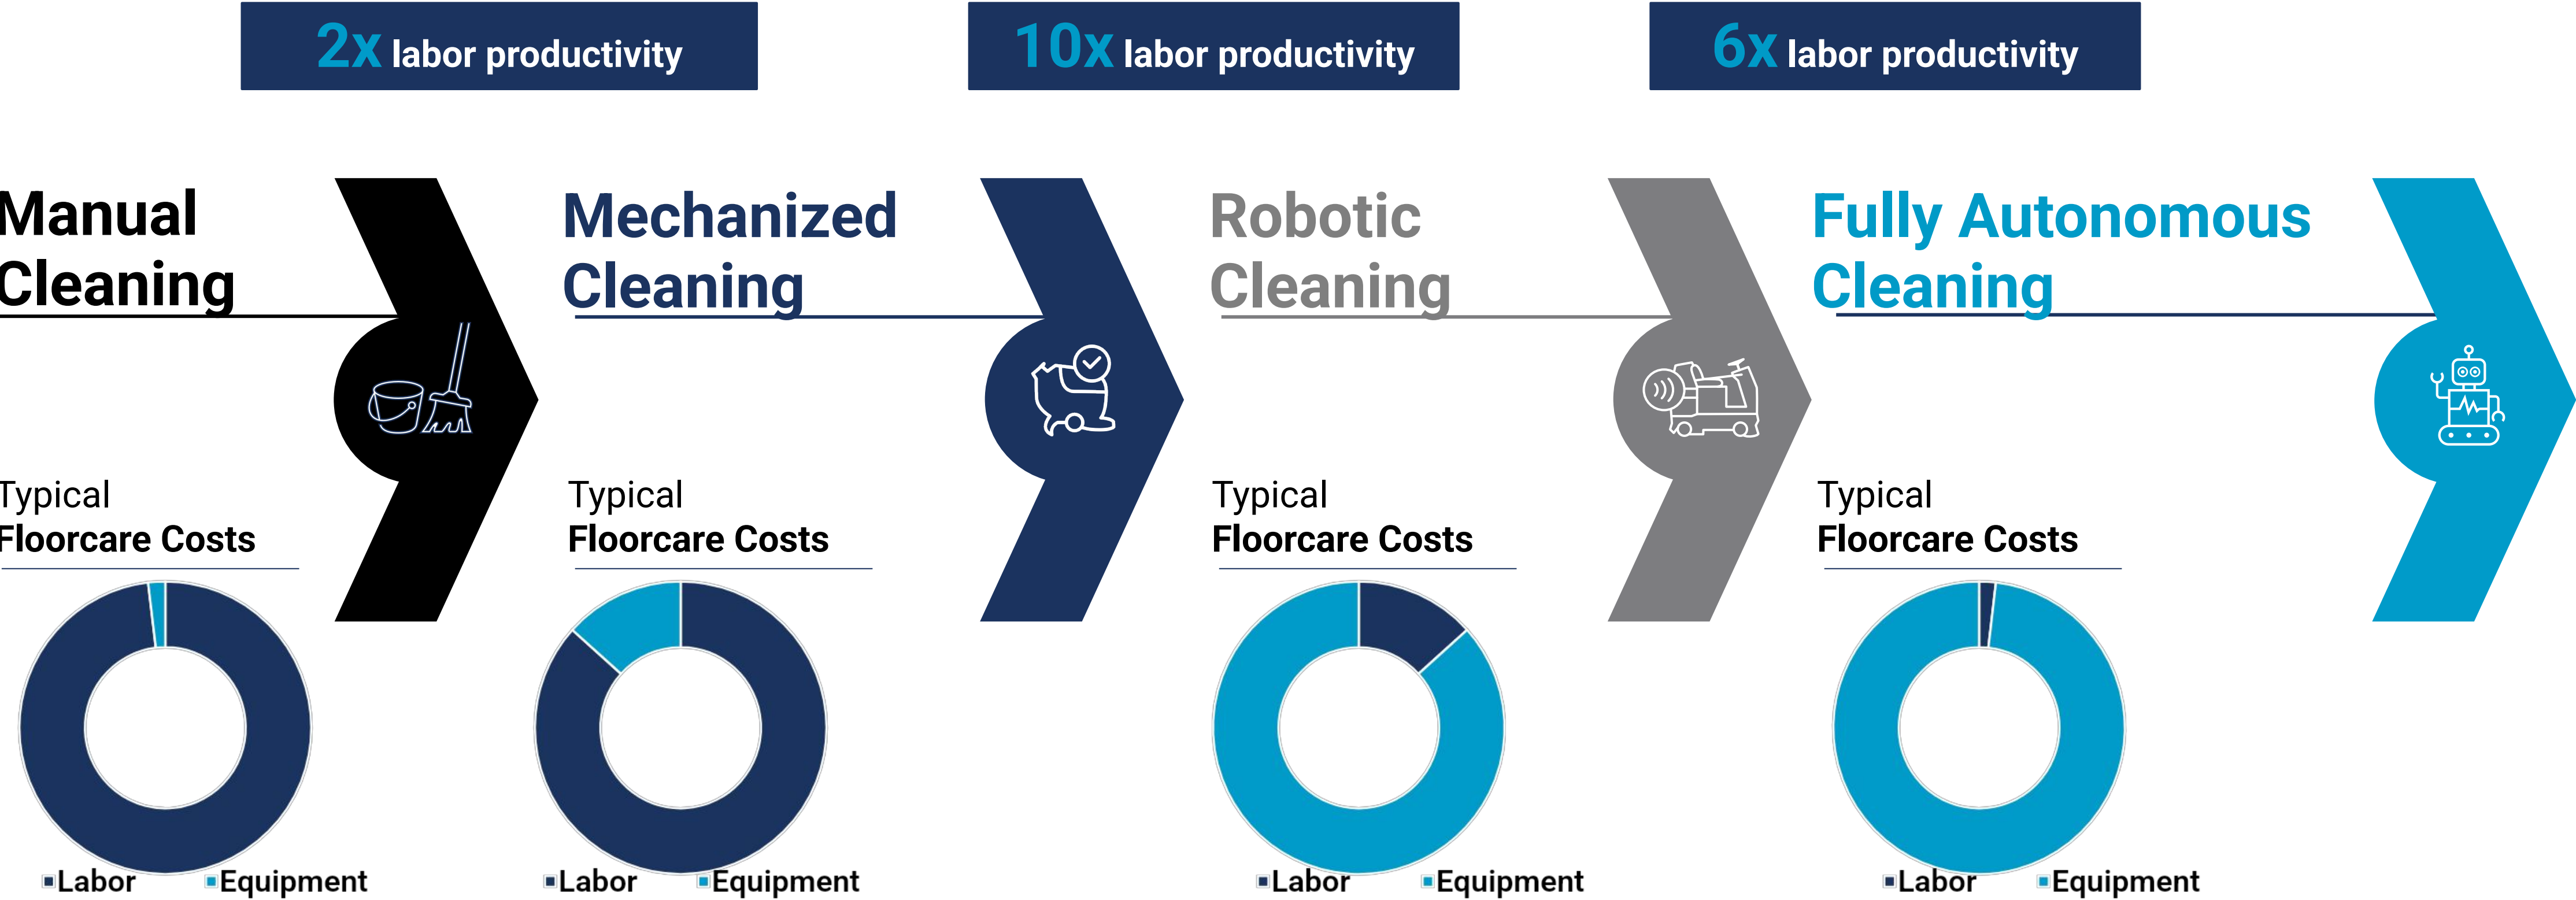 2x labor productivity
10x labor productivity
6x labor productivity
Manual
Cleaning
Mechanized
Cleaning
Robotic
Cleaning
Fully Autonomous
Cleaning
Typical
Floorcare Costs
Typical
Floorcare Costs
Typical
Floorcare Costs
Typical
Floorcare Costs
Labor Equipment
Labor Equipment
Labor Equipment
Labor Equipment